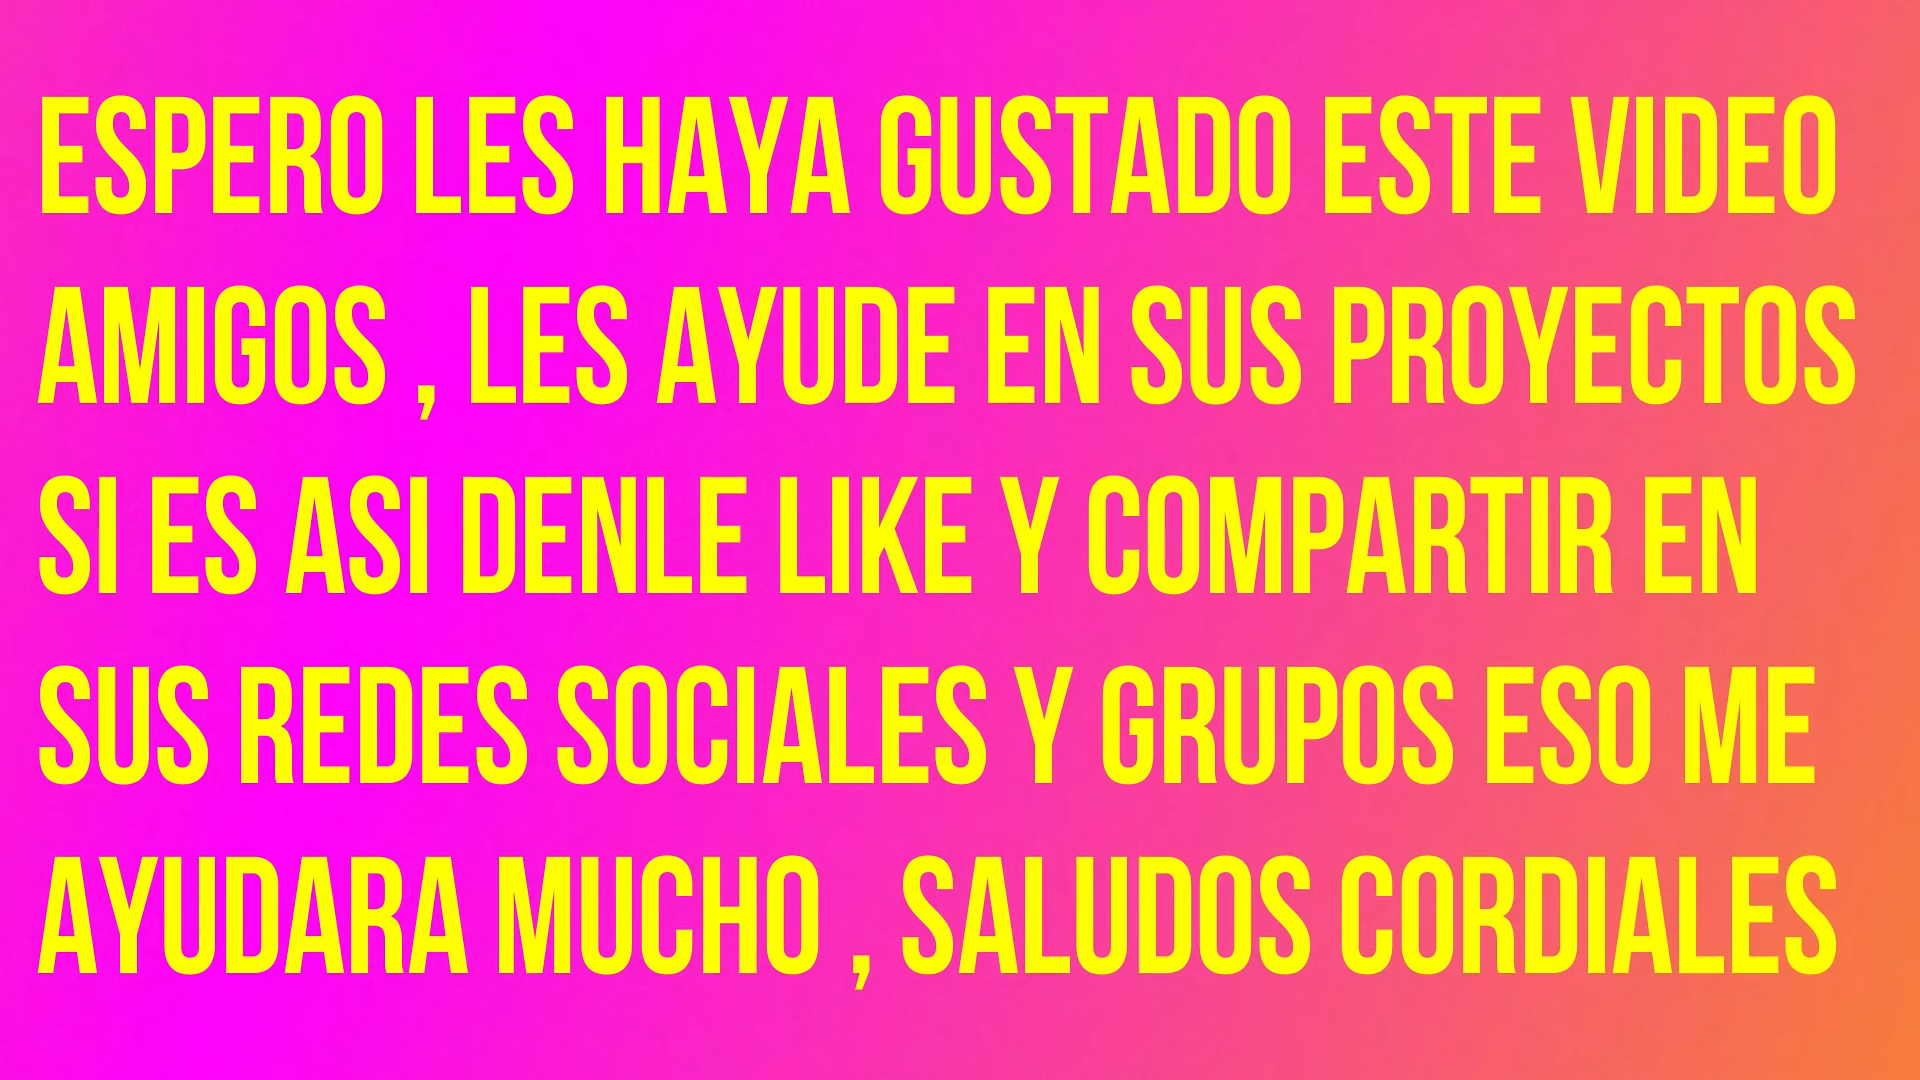 ESPERO LES HAYA GUSTADO ESTE VIDEO
AMIGOS , LES AYUDE EN SUS PROYECTOS
SI ES ASI DENLE LIKE Y COMPARTIR EN
SUS REDES SOCIALES Y GRUPOS ESO ME
AYUDARA MUCHO , SALUDOS CORDIALES